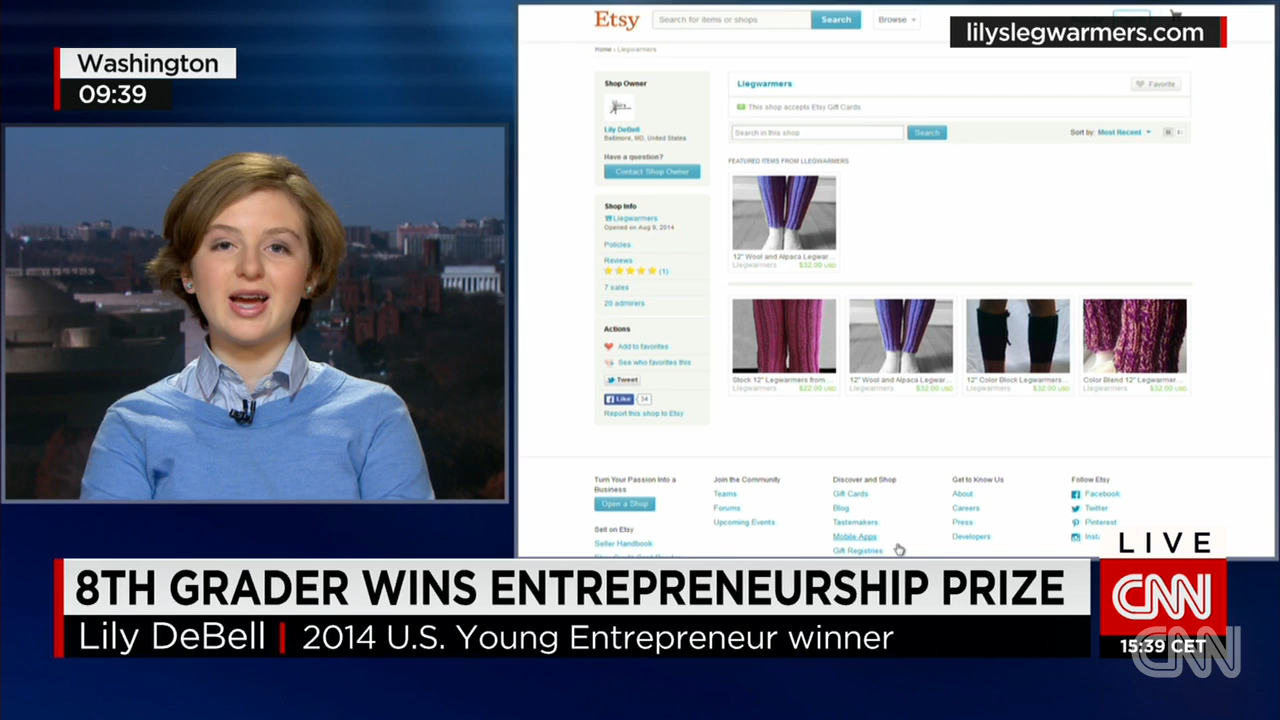 Washington
09:39
Etsy
Search for items or shops
Search
Browse
lilyslegwarmers.com
Home › Llegwarmers
Shop Owner
Lily DeBell
Baltimore, MD, United States
Have a question?
Contact Shop Owner
Shop Info
Llegwarmers
Opened on Aug 9, 2014
Policies
Reviews
(1)
7 sales
20 admirers
Actions
Add to favorites
See who favorites this
Tweet
Like 34
Report this shop to Etsy
Llegwarmers
Favorite
This shop accepts Etsy Gift Cards
Search in this shop
Search
Sort by: Most Recent
FEATURED ITEMS FROM LLEGWARMERS
12" Wool and Alpaca Legwar...
Llegwarmers $32.00 USD
Stock 12" Legwarmers from ...
Llegwarmers $22.00 USD
12" Wool and Alpaca Legwar...
Llegwarmers $32.00 USD
12" Color Block Legwarmers...
Llegwarmers $32.00 USD
Color Blend 12" Legwarmer...
Llegwarmers $32.00 USD
Turn Your Passion Into a
Business
Open a Shop
Sell on Etsy
Seller Handbook
Join the Community
Teams
Forums
Upcoming Events
Discover and Shop
Gift Cards
Blog
Tastemakers
Mobile Apps
Gift Registries
Get to Know Us
About
Careers
Press
Developers
Follow Etsy
Facebook
Twitter
Pinterest
LIVE
8TH GRADER WINS ENTREPRENEURSHIP PRIZE
Lily DeBell | 2014 U.S. Young Entrepreneur winner
CNN
15:39 CET
CNN